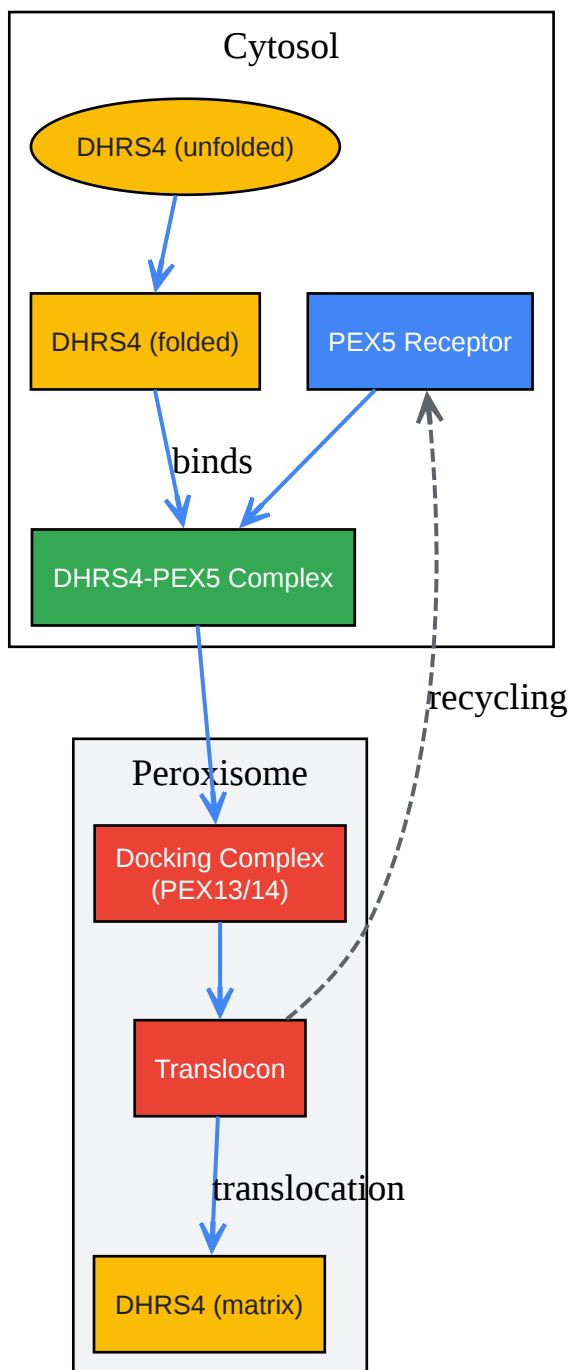 Cytosol
DHRS4 (unfolded)
DHRS4 (folded)
PEX5 Receptor
binds
DHRS4-PEX5 Complex
recycling
Peroxisome
Docking Complex
(PEX13/14)
Translocon
translocation
DHRS4 (matrix)